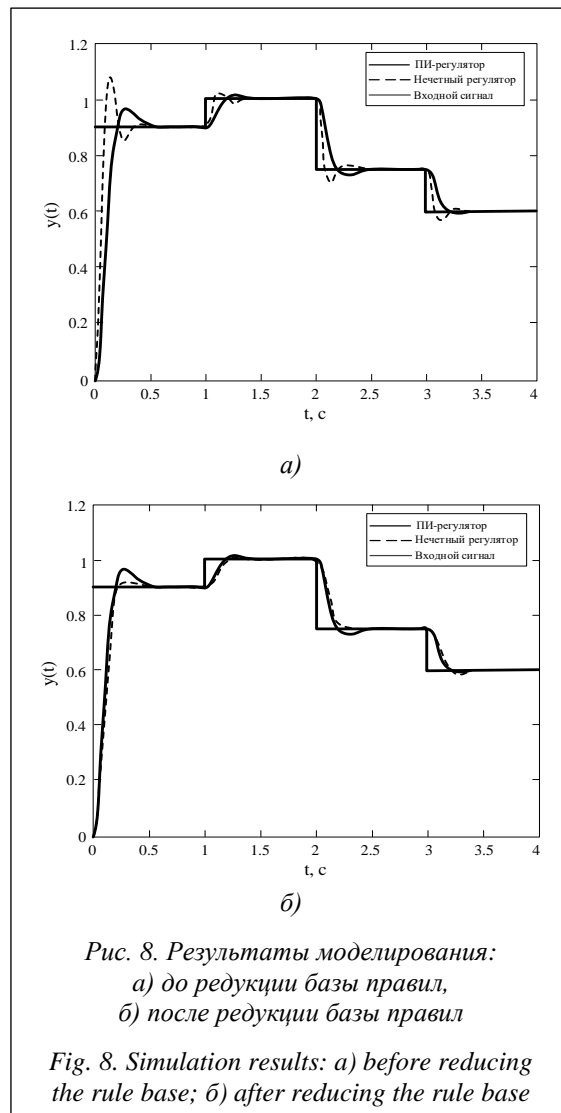 1.2
1
0.8
0.6
0.4
0.2
0
y(t)
ПИ-регулятор
Нечетный регулятор
Входной сигнал
0 0.5 1 1.5 2 2.5 3 3.5 4
t, c
а)
1.2
1
0.8
0.6
0.4
0.2
0
y(t)
ПИ-регулятор
Нечетный регулятор
Входной сигнал
0 0.5 1 1.5 2 2.5 3 3.5 4
t, c
б)
Рис. 8. Результаты моделирования:
а) до редукции базы правил,
б) после редукции базы правил
Fig. 8. Simulation results: a) before reducing
the rule base; б) after reducing the rule base